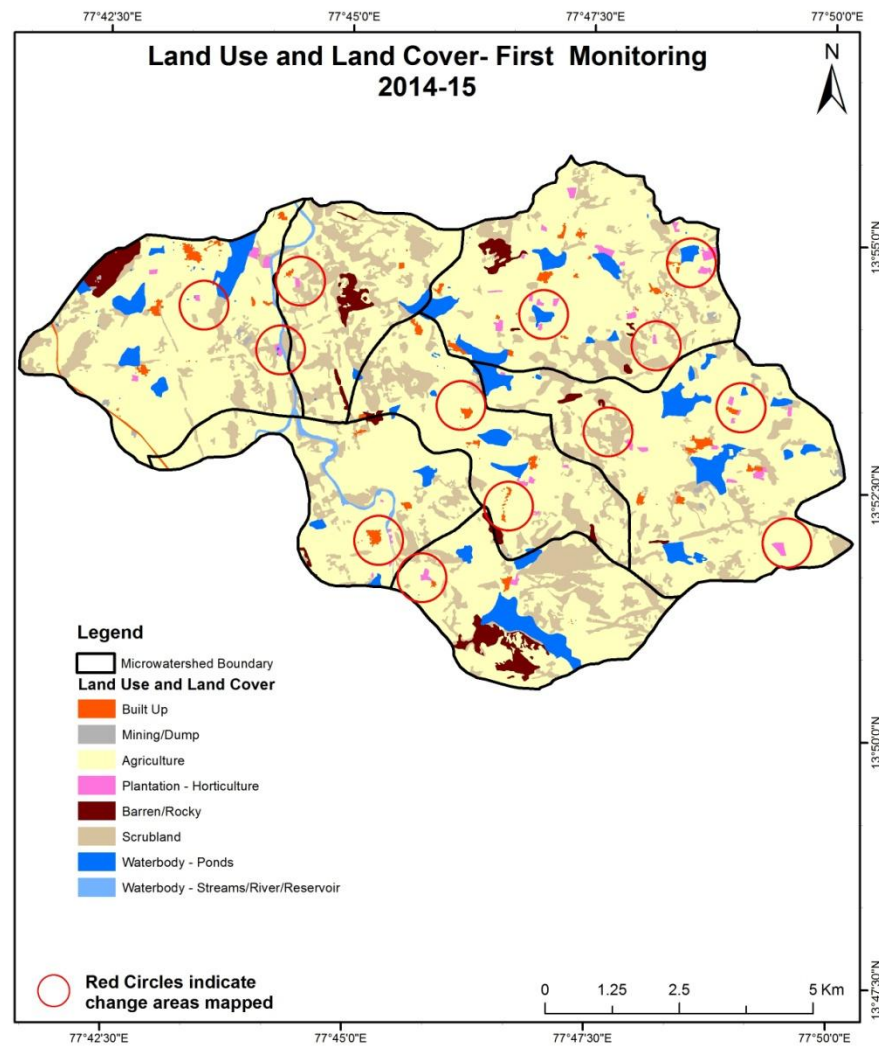 77°42'30"E 77°45'0"E 77°47'30"E 77°50'0"E
Land Use and Land Cover- First Monitoring
2014-15
N
13°55'0"N
13°52'30"N
13°50'0"N
13°47'30"N
Legend
Microwatershed Boundary
Land Use and Land Cover
Built Up
Mining/Dump
Agriculture
Plantation - Horticulture
Barren/Rocky
Scrubland
Waterbody - Ponds
Waterbody - Streams/River/Reservoir
Red Circles indicate
change areas mapped
0 1.25 2.5 5 Km
77°42'30"E 77°45'0"E 77°47'30"E 77°50'0"E